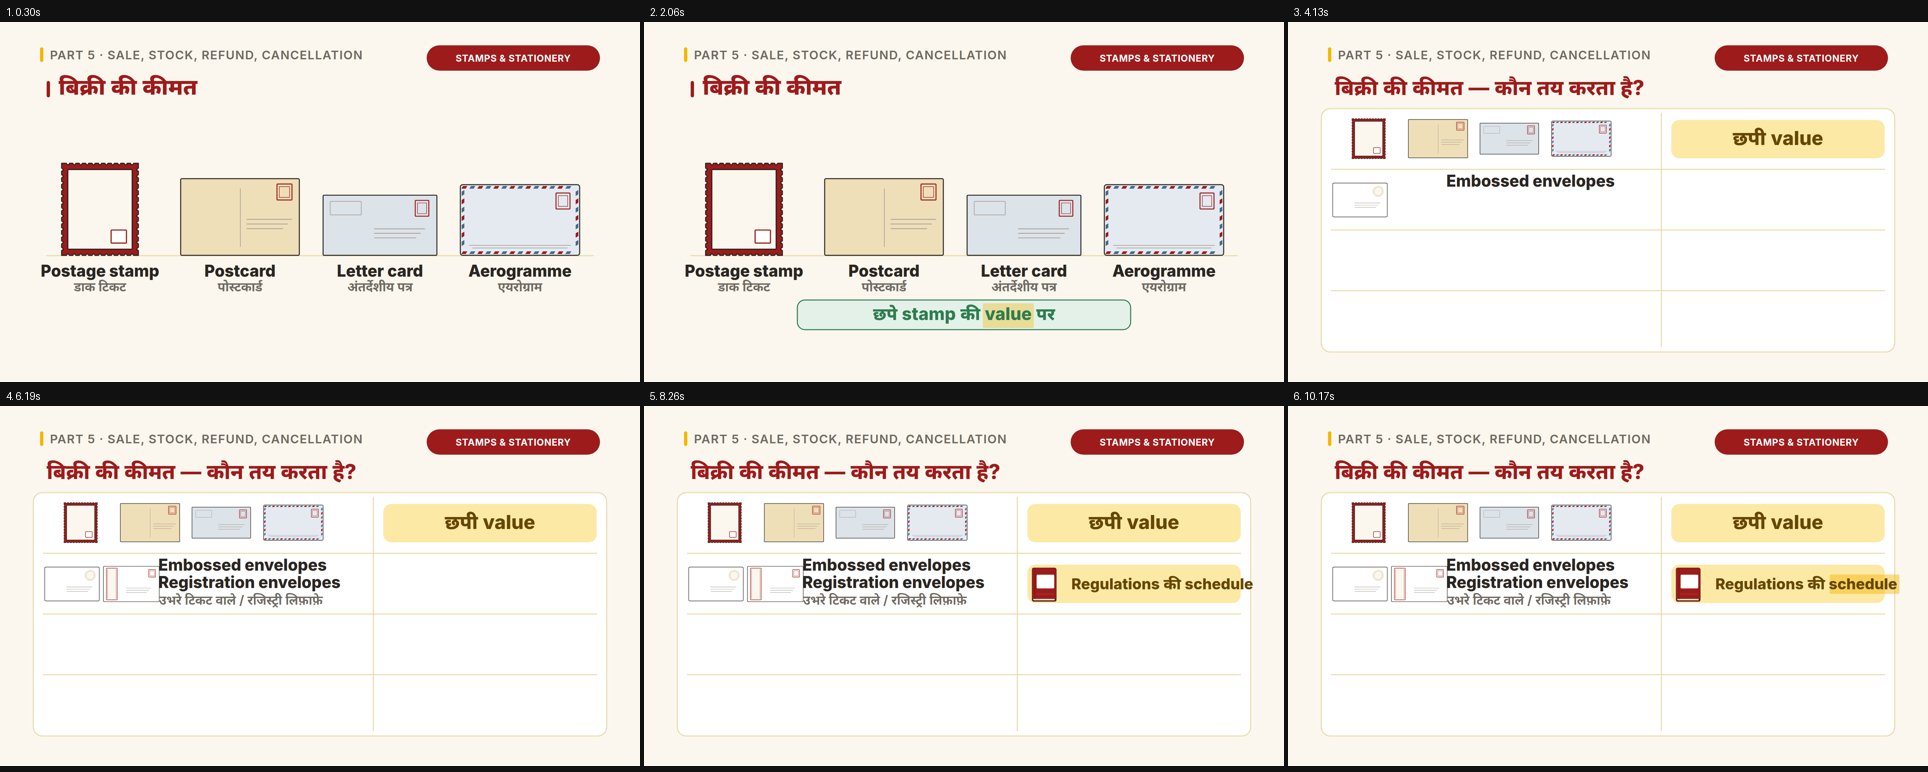 1. 0.30s
PART 5 · SALE, STOCK, REFUND, CANCELLATION
STAMPS & STATIONERY
बिक्री की कीमत
Postage stamp
डाक टिकट
Postcard
पोस्टकार्ड
Letter card
अंतर्देशीय पत्र
Aerogramme
एयरोग्राम
2. 2.06s
PART 5 · SALE, STOCK, REFUND, CANCELLATION
STAMPS & STATIONERY
बिक्री की कीमत
Postage stamp
डाक टिकट
Postcard
पोस्टकार्ड
Letter card
अंतर्देशीय पत्र
Aerogramme
एयरोग्राम
छपे stamp की value पर
3. 4.13s
PART 5 · SALE, STOCK, REFUND, CANCELLATION
STAMPS & STATIONERY
बिक्री की कीमत — कौन तय करता है?
छपी value
Embossed envelopes
4. 6.19s
PART 5 · SALE, STOCK, REFUND, CANCELLATION
STAMPS & STATIONERY
बिक्री की कीमत — कौन तय करता है?
छपी value
Embossed envelopes
Registration envelopes
उभरे टिकट वाले / रजिस्ट्री लिफ़ाफ़े
5. 8.26s
PART 5 · SALE, STOCK, REFUND, CANCELLATION
STAMPS & STATIONERY
बिक्री की कीमत — कौन तय करता है?
छपी value
Embossed envelopes
Registration envelopes
उभरे टिकट वाले / रजिस्ट्री लिफ़ाफ़े
Regulations की schedule
6. 10.17s
PART 5 · SALE, STOCK, REFUND, CANCELLATION
STAMPS & STATIONERY
बिक्री की कीमत — कौन तय करता है?
छपी value
Embossed envelopes
Registration envelopes
उभरे टिकट वाले / रजिस्ट्री लिफ़ाफ़े
Regulations की schedule